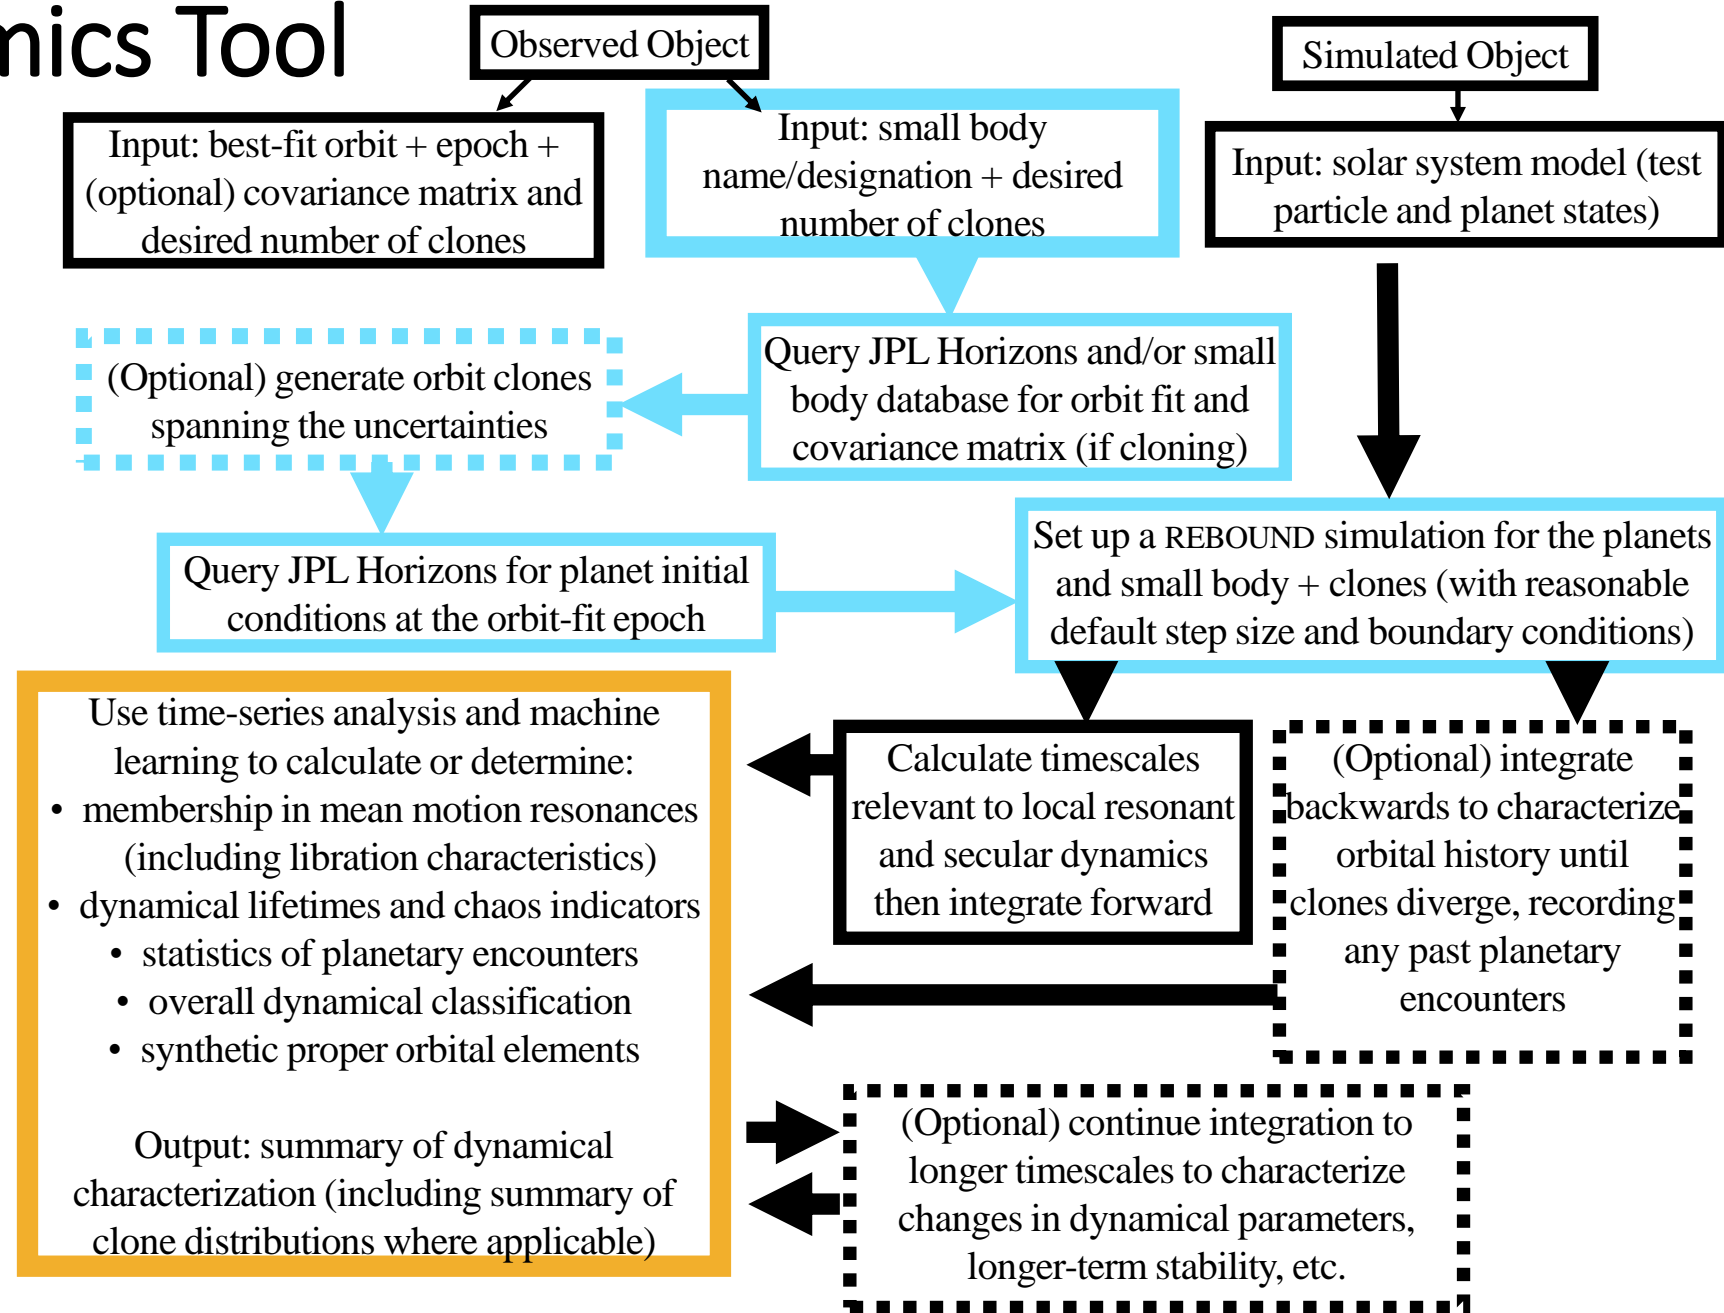 mics Tool
Observed Object
Simulated Object
Input: best-fit orbit + epoch +
(optional) covariance matrix and
desired number of clones
Input: small body
name/designation + desired
number of clones
Input: solar system model (test
particle and planet states)
(Optional) generate orbit clones
spanning the uncertainties
Query JPL Horizons and/or small
body database for orbit fit and
covariance matrix (if cloning)
Query JPL Horizons for planet initial
conditions at the orbit-fit epoch
Set up a REBOUND simulation for the planets
and small body + clones (with reasonable
default step size and boundary conditions)
Use time-series analysis and machine
learning to calculate or determine:
• membership in mean motion resonances
(including libration characteristics)
• dynamical lifetimes and chaos indicators
• statistics of planetary encounters
• overall dynamical classification
• synthetic proper orbital elements
Output: summary of dynamical
characterization (including summary of
clone distributions where applicable)
Calculate timescales
relevant to local resonant
and secular dynamics
then integrate forward
(Optional) integrate
backwards to characterize
orbital history until
clones diverge, recording
any past planetary
encounters
(Optional) continue integration to
longer timescales to characterize
changes in dynamical parameters,
longer-term stability, etc.